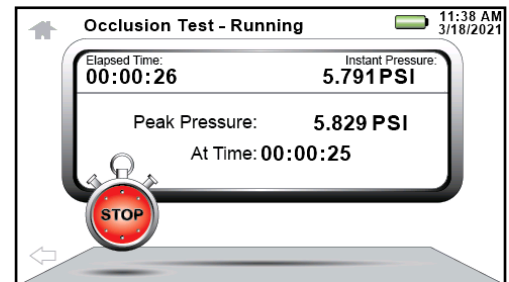 Occlusion Test - Running
11:38 AM
3/18/2021
Elapsed Time:
00:00:26
Instant Pressure:
5.791 PSI
Peak Pressure: 5.829 PSI
At Time: 00:00:25
STOP